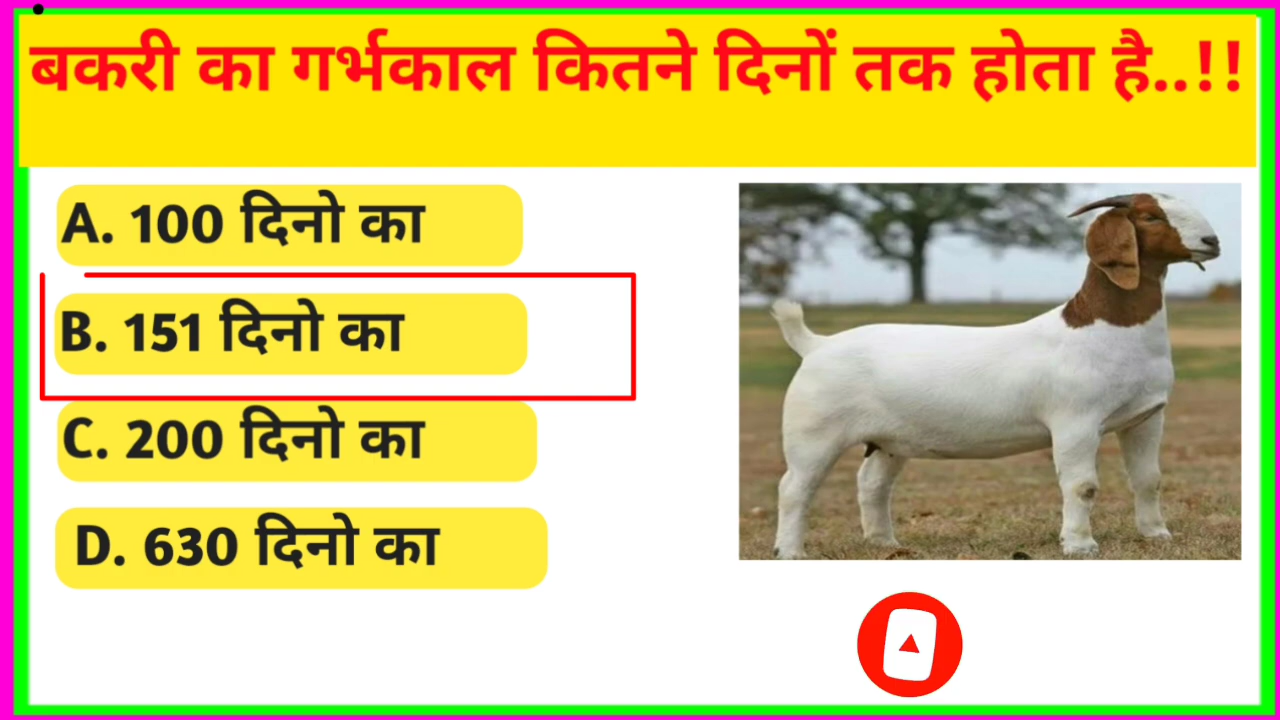 बकरी का गर्भकाल कितने दिनों तक होता है..!!
A. 100 दिनो का
B. 151 दिनो का
C. 200 दिनो का
D. 630 दिनो का